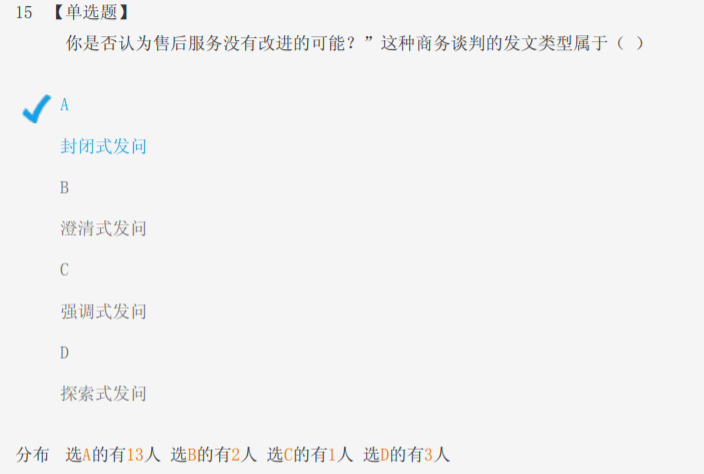 15 【单选题】
你是否认为售后服务没有改进的可能？”这种商务谈判的发文类型属于（ ）
A
封闭式发问
B
澄清式发问
C
强调式发问
D
探索式发问
分布 选A的有13人 选B的有2人 选C的有1人 选D的有3人